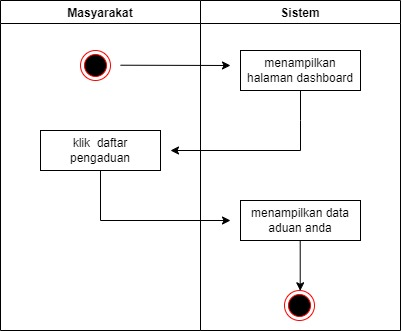 Masyarakat
Sistem
menampilkan
halaman dashboard
klik daftar
pengaduan
menampilkan data
aduan anda